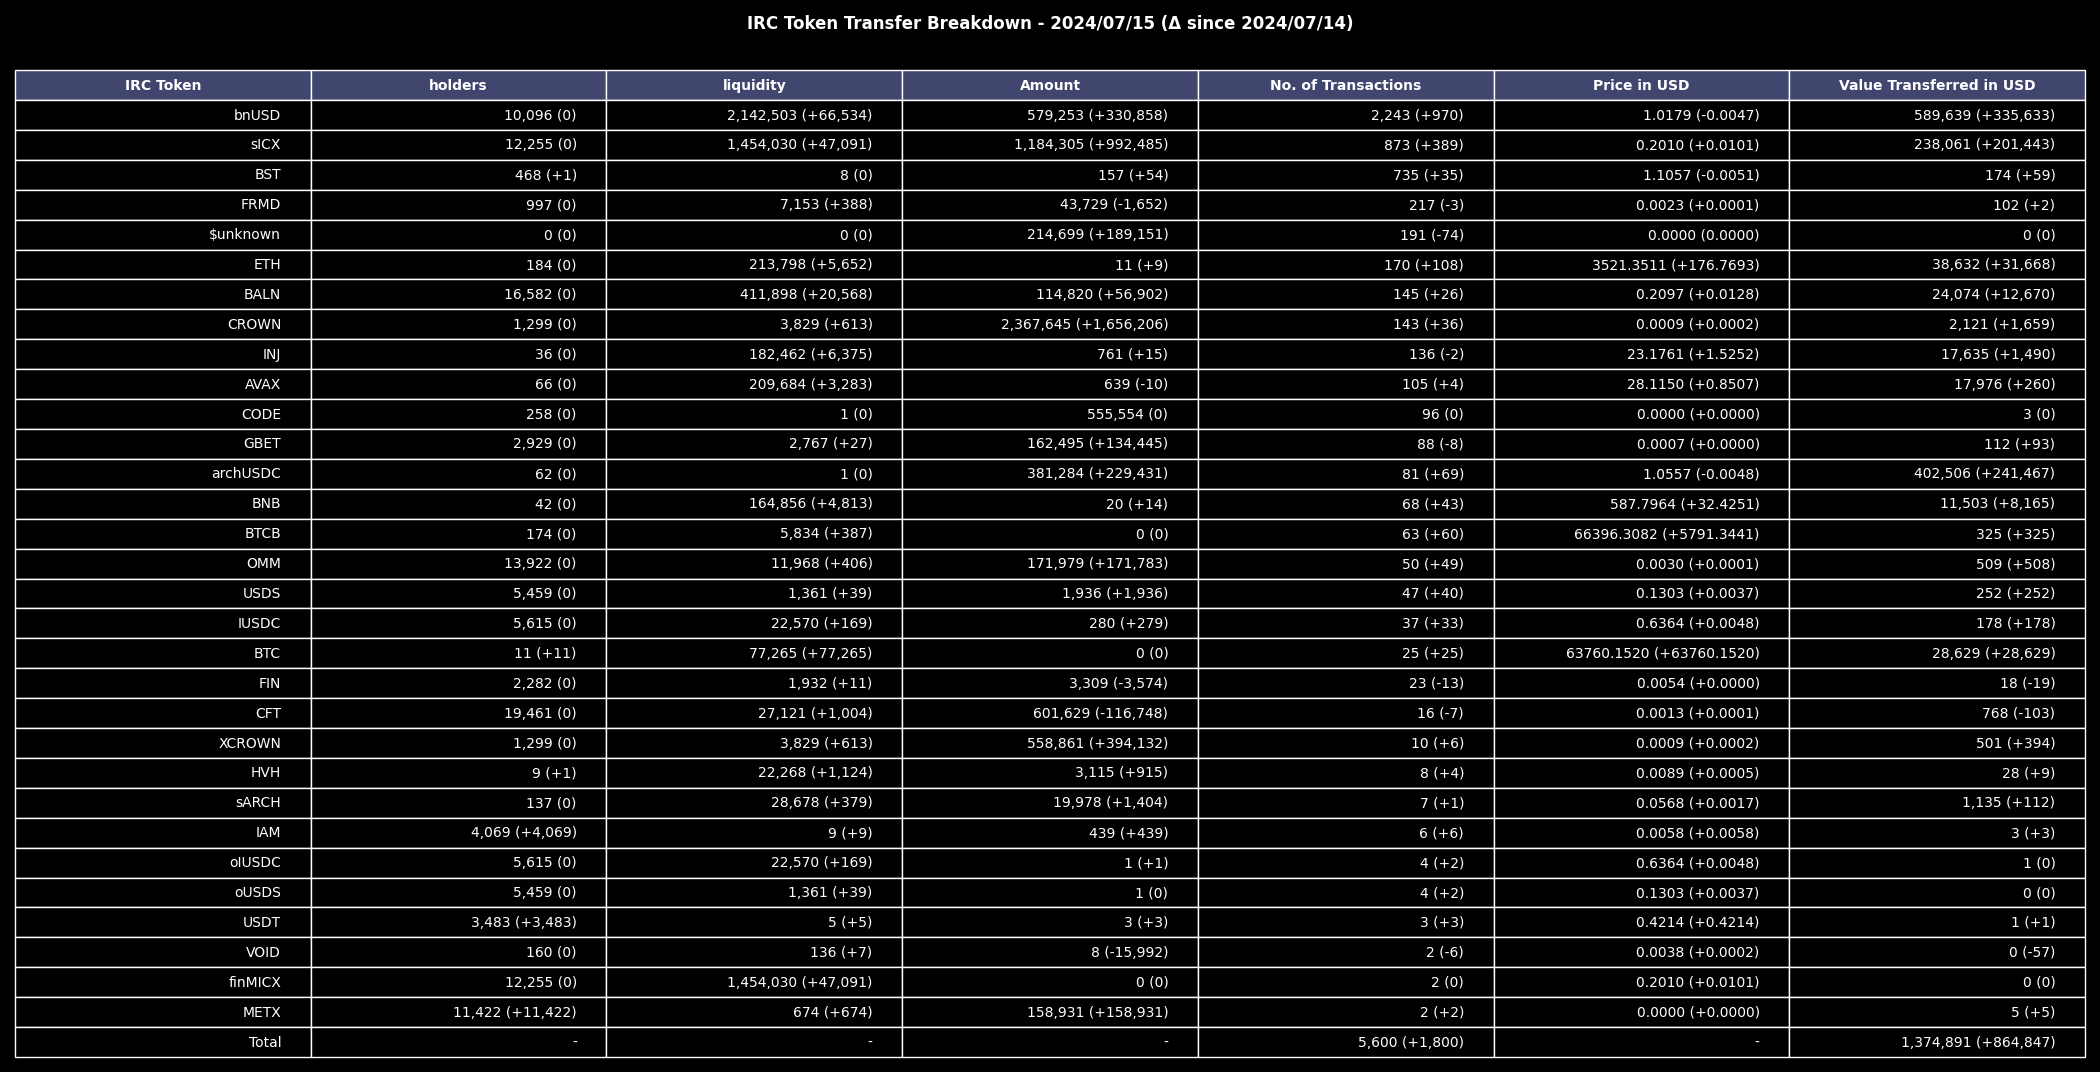 IRC Token Transfer Breakdown - 2024/07/15 (Δ since 2024/07/14)
IRC Token holders liquidity Amount No. of Transactions Price in USD Value Transferred in USD
bnUSD 10,096 (0) 2,142,503 (+66,534) 579,253 (+330,858) 2,243 (+970) 1.0179 (-0.0047) 589,639 (+335,633)
sICX 12,255 (0) 1,454,030 (+47,091) 1,184,305 (+992,485) 873 (+389) 0.2010 (+0.0101) 238,061 (+201,443)
BST 468 (+1) 8 (0) 157 (+54) 735 (+35) 1.1057 (-0.0051) 174 (+59)
FRMD 997 (0) 7,153 (+388) 43,729 (-1,652) 217 (-3) 0.0023 (+0.0001) 102 (+2)
$unknown 0 (0) 0 (0) 214,699 (+189,151) 191 (-74) 0.0000 (0.0000) 0 (0)
ETH 184 (0) 213,798 (+5,652) 11 (+9) 170 (+108) 3521.3511 (+176.7693) 38,632 (+31,668)
BALN 16,582 (0) 411,898 (+20,568) 114,820 (+56,902) 145 (+26) 0.2097 (+0.0128) 24,074 (+12,670)
CROWN 1,299 (0) 3,829 (+613) 2,367,645 (+1,656,206) 143 (+36) 0.0009 (+0.0002) 2,121 (+1,659)
INJ 36 (0) 182,462 (+6,375) 761 (+15) 136 (-2) 23.1761 (+1.5252) 17,635 (+1,490)
AVAX 66 (0) 209,684 (+3,283) 639 (-10) 105 (+4) 28.1150 (+0.8507) 17,976 (+260)
CODE 258 (0) 1 (0) 555,554 (0) 96 (0) 0.0000 (+0.0000) 3 (0)
GBET 2,929 (0) 2,767 (+27) 162,495 (+134,445) 88 (-8) 0.0007 (+0.0000) 112 (+93)
archUSDC 62 (0) 1 (0) 381,284 (+229,431) 81 (+69) 1.0557 (-0.0048) 402,506 (+241,467)
BNB 42 (0) 164,856 (+4,813) 20 (+14) 68 (+43) 587.7964 (+32.4251) 11,503 (+8,165)
BTCB 174 (0) 5,834 (+387) 0 (0) 63 (+60) 66396.3082 (+5791.3441) 325 (+325)
OMM 13,922 (0) 11,968 (+406) 171,979 (+171,783) 50 (+49) 0.0030 (+0.0001) 509 (+508)
USDS 5,459 (0) 1,361 (+39) 1,936 (+1,936) 47 (+40) 0.1303 (+0.0037) 252 (+252)
IUSDC 5,615 (0) 22,570 (+169) 280 (+279) 37 (+33) 0.6364 (+0.0048) 178 (+178)
BTC 11 (+11) 77,265 (+77,265) 0 (0) 25 (+25) 63760.1520 (+63760.1520) 28,629 (+28,629)
FIN 2,282 (0) 1,932 (+11) 3,309 (-3,574) 23 (-13) 0.0054 (+0.0000) 18 (-19)
CFT 19,461 (0) 27,121 (+1,004) 601,629 (-116,748) 16 (-7) 0.0013 (+0.0001) 768 (-103)
XCROWN 1,299 (0) 3,829 (+613) 558,861 (+394,132) 10 (+6) 0.0009 (+0.0002) 501 (+394)
HVH 9 (+1) 22,268 (+1,124) 3,115 (+915) 8 (+4) 0.0089 (+0.0005) 28 (+9)
sARCH 137 (0) 28,678 (+379) 19,978 (+1,404) 7 (+1) 0.0568 (+0.0017) 1,135 (+112)
IAM 4,069 (+4,069) 9 (+9) 439 (+439) 6 (+6) 0.0058 (+0.0058) 3 (+3)
oIUSDC 5,615 (0) 22,570 (+169) 1 (+1) 4 (+2) 0.6364 (+0.0048) 1 (0)
oUSDS 5,459 (0) 1,361 (+39) 1 (0) 4 (+2) 0.1303 (+0.0037) 0 (0)
USDT 3,483 (+3,483) 5 (+5) 3 (+3) 3 (+3) 0.4214 (+0.4214) 1 (+1)
VOID 160 (0) 136 (+7) 8 (-15,992) 2 (-6) 0.0038 (+0.0002) 0 (-57)
finMICX 12,255 (0) 1,454,030 (+47,091) 0 (0) 2 (0) 0.2010 (+0.0101) 0 (0)
METX 11,422 (+11,422) 674 (+674) 158,931 (+158,931) 2 (+2) 0.0000 (+0.0000) 5 (+5)
Total - - - 5,600 (+1,800) - 1,374,891 (+864,847)